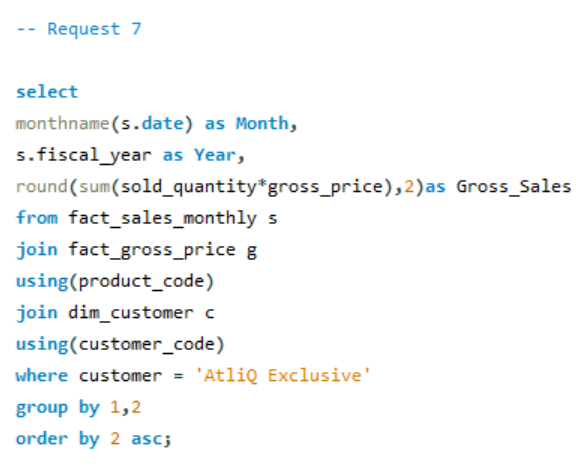 -- Request 7
select
monthname(s.date) as Month,
s.fiscal_year as Year,
round(sum(sold_quantity*gross_price),2)as Gross_Sales
from fact_sales_monthly s
join fact_gross_price g
using(product_code)
join dim_customer c
using(customer_code)
where customer = 'AtliQ Exclusive'
group by 1,2
order by 2 asc;